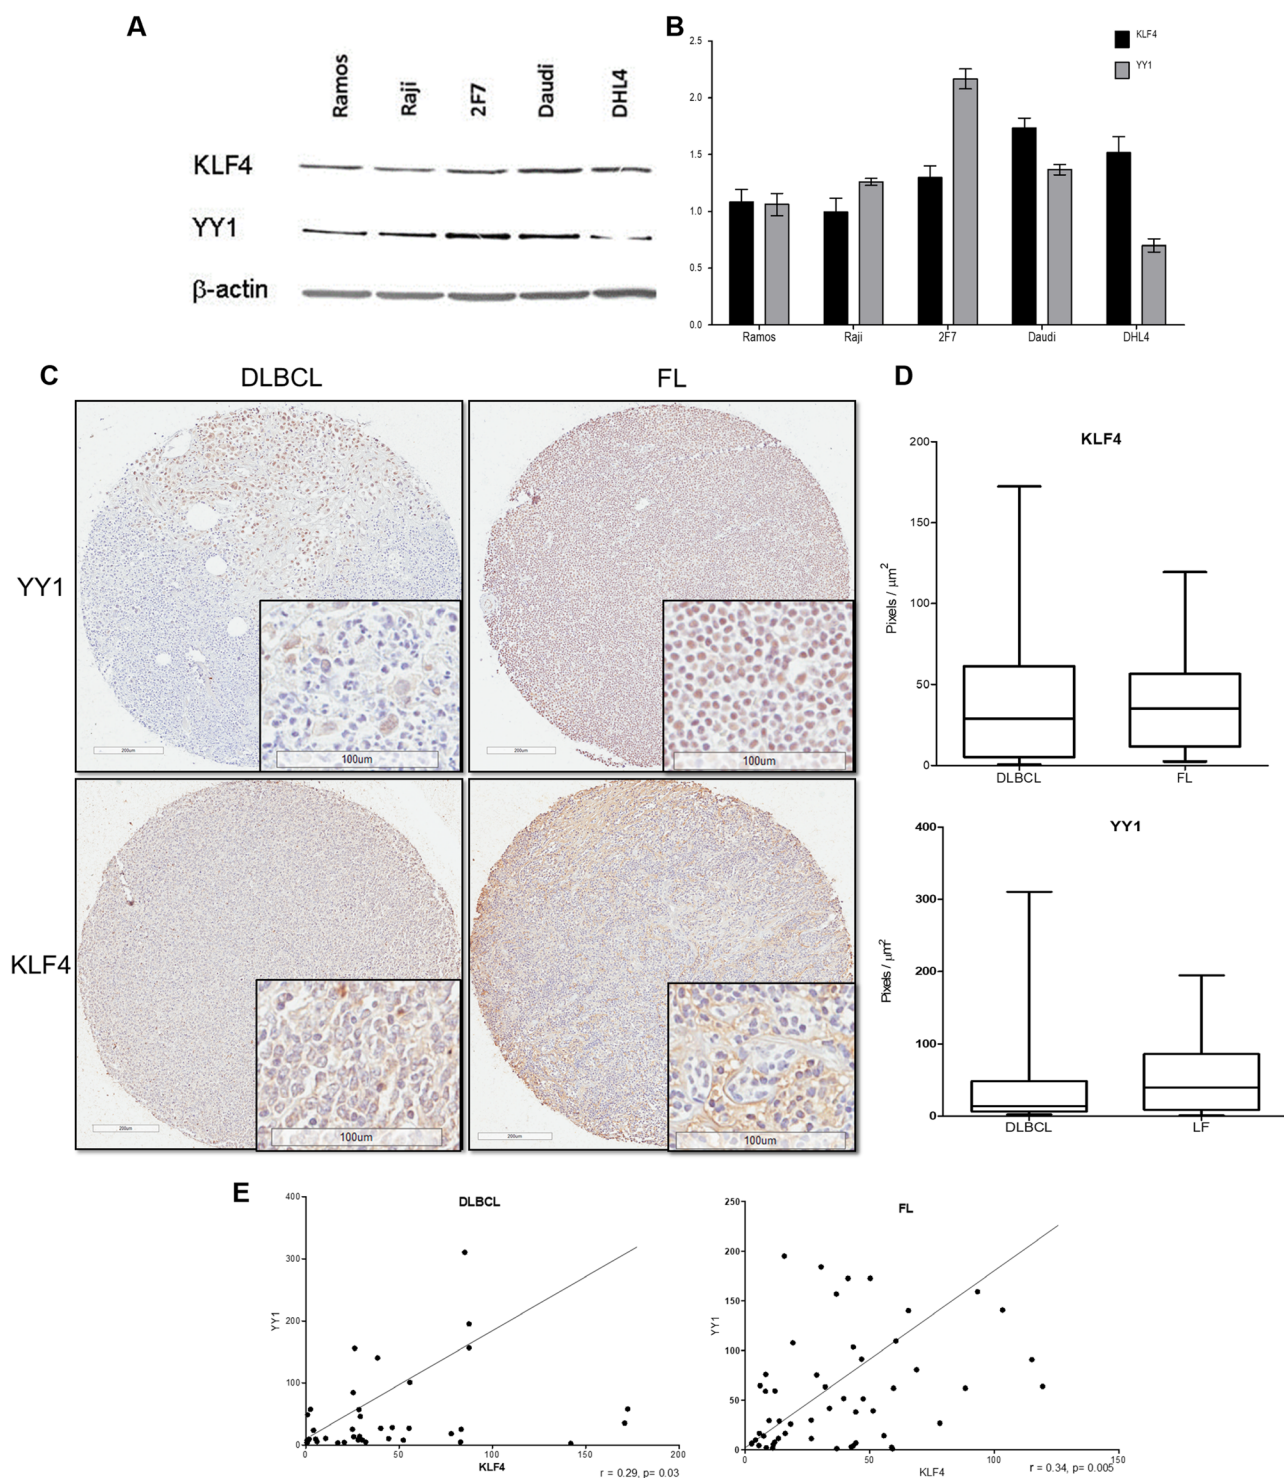 A
Ramos
Raji
2F7
Daudi
DHL4
KLF4
YY1
β-actin
B
2.5
2.0
1.5
1.0
0.5
0.0
KLF4
YY1
Ramos
Raji
2F7
Daudi
DHL4
C
DLBCL
FL
YY1
200um
100um
200um
100um
KLF4
200um
100um
200um
100um
D
KLF4
Pixels / μm²
200
150
100
50
0
DLBCL
FL
YY1
Pixels / μm²
400
300
200
100
0
DLBCL
LF
E
DLBCL
YY1
400
300
200
100
0
0
50
100
150
200
KLF4
r = 0.29, p= 0.03
FL
YY1
250
200
150
100
50
0
0
50
100
150
KLF4
r = 0.34, p= 0.005